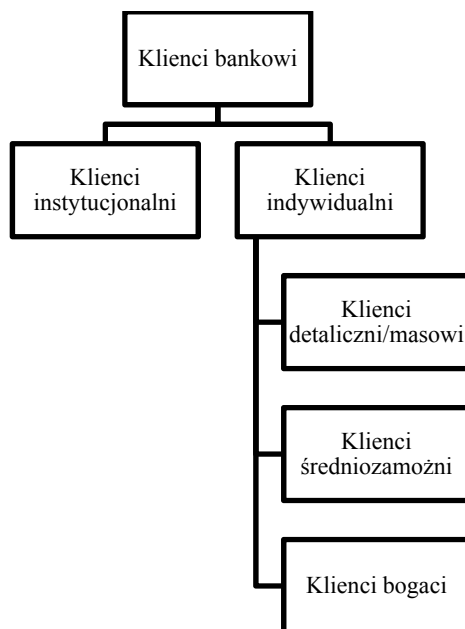 Klienci bankowi
Klienci
instytucjonalni
Klienci
indywidualni
Klienci
detaliczni/masowi
Klienci
średniozamożni
Klienci bogaci